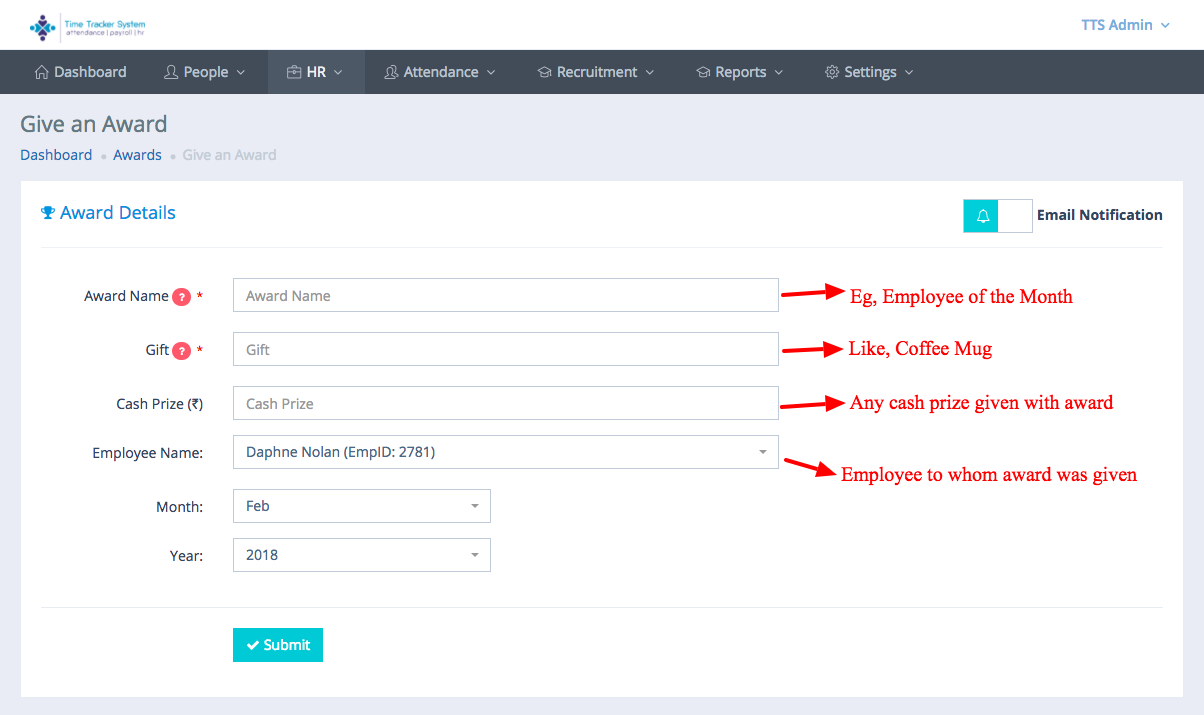 Time Tracker System
attendance | payroll | hr
TTS Admin
Dashboard People HR Attendance Recruitment Reports Settings
Give an Award
Dashboard Awards Give an Award
Award Details
Email Notification
Award Name ? * Award Name Eg, Employee of the Month
Gift ? * Gift Like, Coffee Mug
Cash Prize (₹) Cash Prize Any cash prize given with award
Employee Name: Daphne Nolan (EmpID: 2781)
Employee to whom award was given
Month: Feb
Year: 2018
Submit